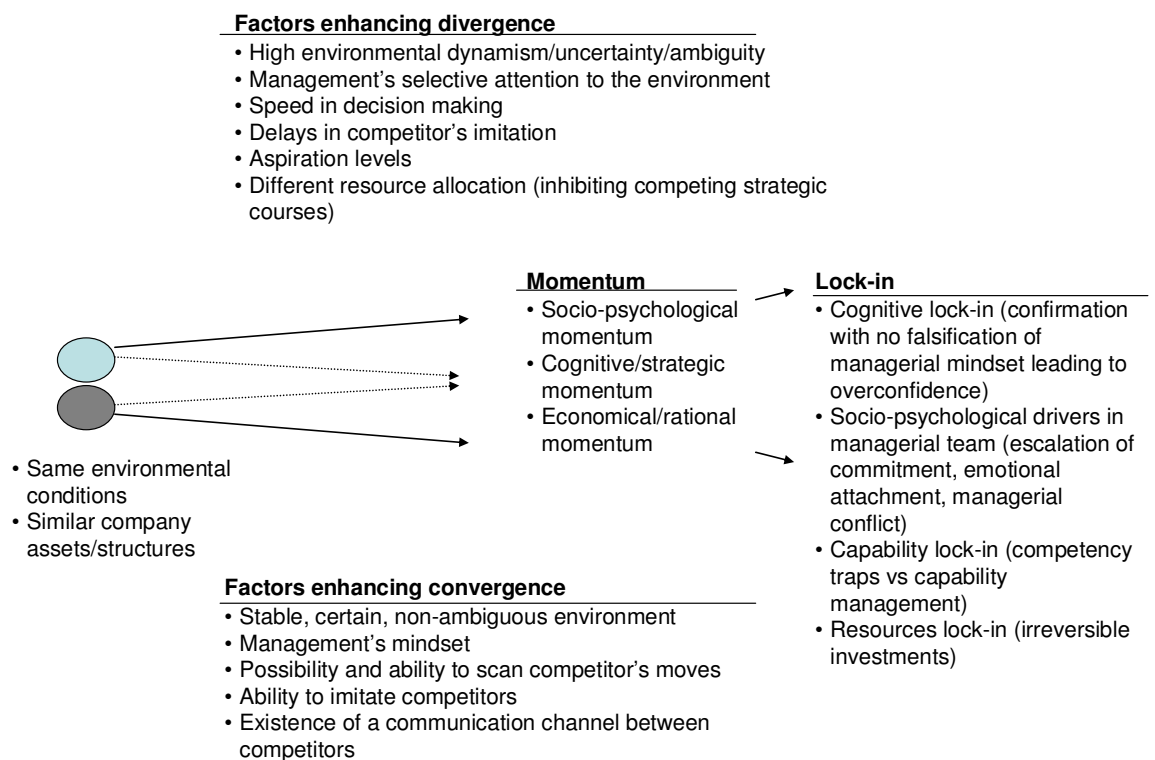 Factors enhancing divergence
• High environmental dynamism/uncertainty/ambiguity
• Management's selective attention to the environment
• Speed in decision making
• Delays in competitor's imitation
• Aspiration levels
• Different resource allocation (inhibiting competing strategic
courses)
Momentum
• Socio-psychological
momentum
• Cognitive/strategic
momentum
• Economical/rational
momentum
Lock-in
• Cognitive lock-in (confirmation
with no falsification of
managerial mindset leading to
overconfidence)
• Socio-psychological drivers in
managerial team (escalation of
commitment, emotional
attachment, managerial
conflict)
• Capability lock-in (competency
traps vs capability
management)
• Resources lock-in (irreversible
investments)
• Same environmental
conditions
• Similar company
assets/structures
Factors enhancing convergence
• Stable, certain, non-ambiguous environment
• Management's mindset
• Possibility and ability to scan competitor's moves
• Ability to imitate competitors
• Existence of a communication channel between
competitors